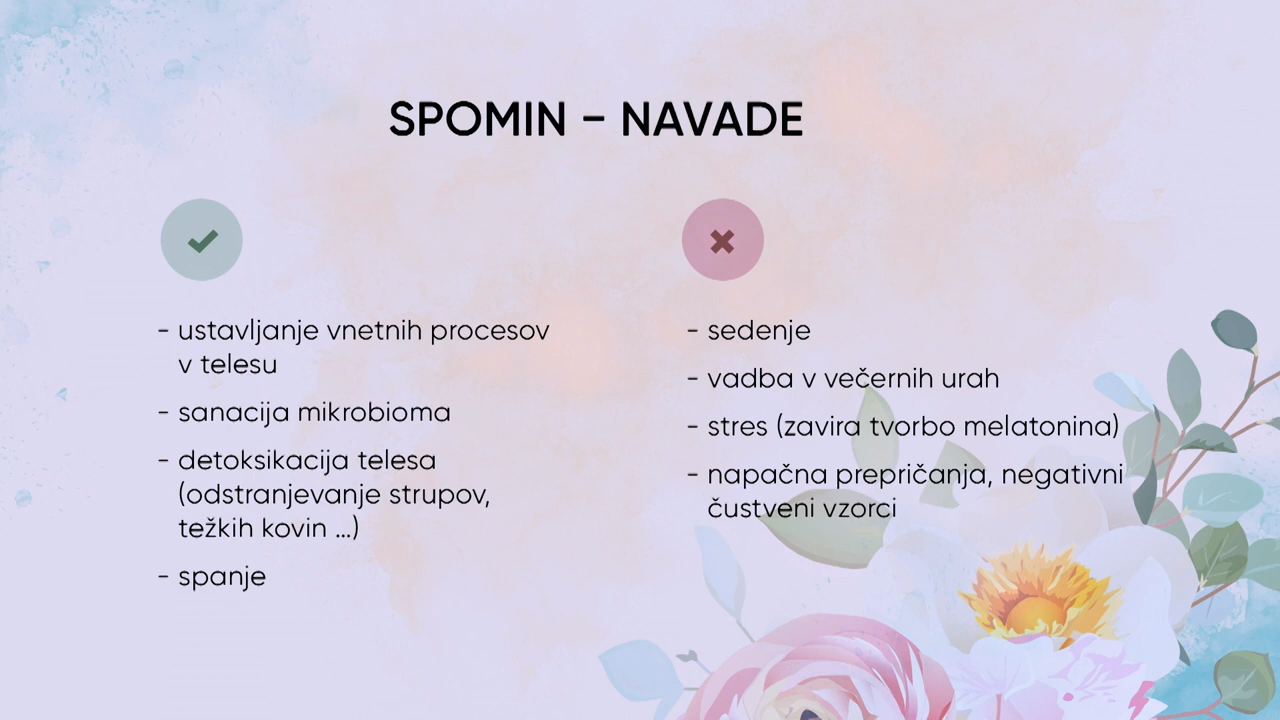 SPOMIN – NAVADE
- ustavljanje vnetnih procesov
v telesu
- sanacija mikrobioma
- detoksikacija telesa
(odstranjevanje strupov,
težkih kovin ...)
- spanje
- sedenje
- vadba v večernih urah
- stres (zavira tvorbo melatonina)
- napačna prepričanja, negativni
čustveni vzorci